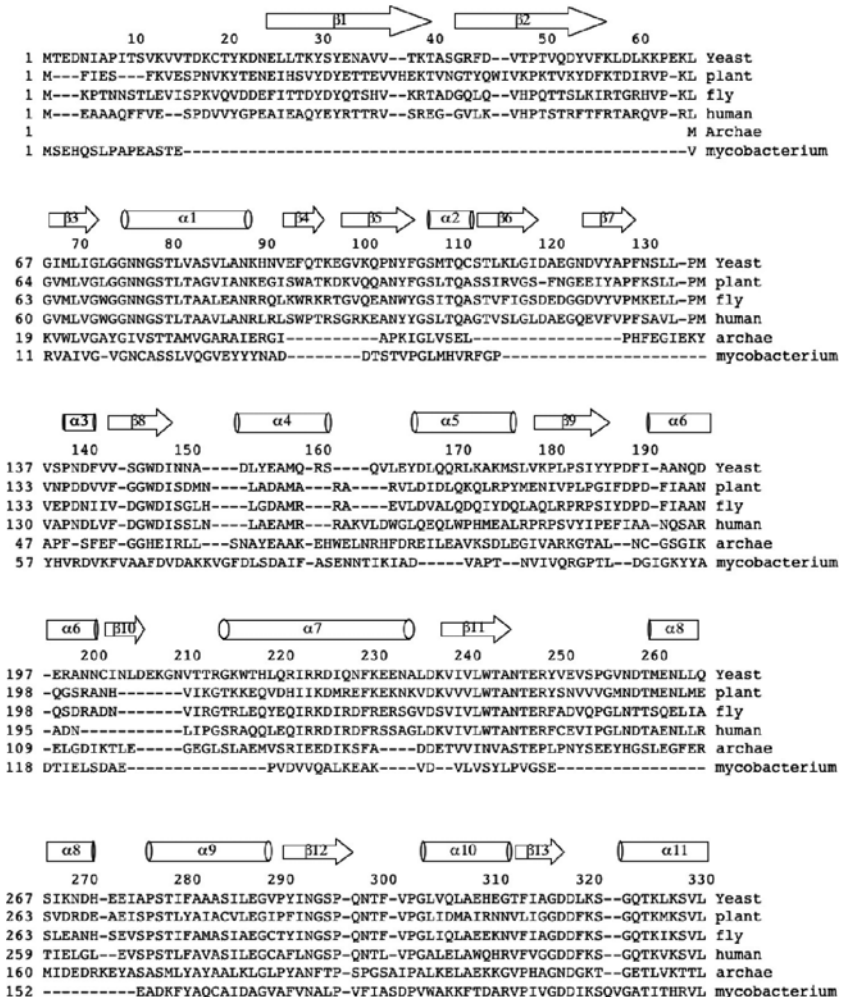 β1 β2
10 20 30 40 50 60
1 MTEDNIAPITSVKVVTDKCTYKDNELLTKYSYENAVV--TKTASGRFD--VTPTVQDYVFKLDLKKPEKL Yeast
1 M---FIES---FKVESPNVKYTENEIHSVYDYETTEVVHEKTVNGTYQWIVKPKTVKYDFKTDIRVP-KL plant
1 M---KPTNNSTLEVISPKVQVDDEFITTDYDYQTSHV--KRTADGQLQ--VHPQTTSLKIRTGRHVP-KL fly
1 M---EAAAQFFVE--SPDVVYGPEAIEAQYEYRTTRV--SREGG-GVLK--VHPTSTRFTFRTARQVP-RL human
1 M Archae
1 MSEHQSLPAPEASTE------------------------------------------------------V mycobacterium
β3 α1 β4 β5 α2 β6 β7
70 80 90 100 110 120 130
67 GIMLIGLGGNNGSTLVASVLANKHNVEFQTKEGVKQPNYFGSMTQCSTLKLGIDAEGNDVYAPFNSLL-PM Yeast
64 GVMLVGLGGNNGSTLTAGVIANKEGISWATKDKVQQANYFGSLTQASSIRVGS-FNGEEIYAPFKSLL-PM plant
63 GVMLVGWGGNNGSTLTAALEANRRQLKWRKRTGVQEANWYGSITQASTVFIGSDEDGGDVYVPMKELL-PM fly
60 GVMLVGWGGNNGSTLTAAVLANRLRLSWPTRSGRKEANYYGSLTQAGTVSLGLDAEGQEVFVPFSAVL-PM human
19 KVWLVGAYGIVSTTAMVGARAIERGI----------APKIGLVSEL----------------PHFEGIEKY archae
11 RVAIVG-VGNCASSLVQGVEYYYNAD--------DTSTVPGLMHVRFGP---------------------- mycobacterium
α3 β8 α4 α5 β9 α6
140 150 160 170 180 190
137 VSPNDFVV-SGWDINNA----DLYEAMQ-RS----QVLEYDLQQRLKAKMSLVKPLPSIYYPDFI-AANQD Yeast
133 VNPDDVVF-GGWDISDMN----LADAMA---RA----RVLDIDLQKQLRPYMENIVPLPGIFDPD-FIAAN plant
133 VEPDNIIV-DGWDISGLH----LGDAMR---RA----EVLDVALQDQIYDQLAQLRPRPSIYDPD-FIAAN fly
130 VAPNDLVF-DGWDISSLN----LAEAMR---RAKVLDWGLQEQLWPHMEALRPRPSVYIPEFIAA-NQSAR human
47 APF-SFEF-GGHEIRLL---SNAYEAAK-EHWELNRHFDREILEAVKSDLEGIVARKGTAL--NC-GSGIK archae
57 YHVRDVKFVAAFDVDAKKVGFDLSDAIF-ASENNTIKIAD-----VAPT--NVIVQRGPTL--DGIGKYYA mycobacterium
α6 β10 α7 β11 α8
200 210 220 230 240 250 260
197 -ERANNCINLDEKGNVTTRGKWTHLQRIRRDIQNFKEENALDKVIVLWTANTERYVEVSPGVNDTMENLLQ Yeast
198 -QGSRANH-------VIKGTKKEQVDHIIKDMREFKEKNKVDKVVVLWTANTERYSNVVVGMNDTMENLME plant
198 -QSDRADN-------VIRGTRLEQYEQIRKDIRDFRERSGVDSVIVLWTANTERFADVQPGLNTTSQELIA fly
195 -ADN----------LIPGSRAQQLEQIRRDIRDFRSSAGLDKVIVLWTANTERFCEVIPGLNDTAENLLR human
109 -ELGDIKTLE-----GEGLSLAEMVSRIEEDIKSFA----DDETVVINVASTEPLPNYSEEYHGSLEGFER archae
118 DTIELSDAE------------PVDVVQALKEAK----VD--VLVSYLPVGSE------------------- mycobacterium
α8 α9 β12 α10 β13 α11
270 280 290 300 310 320 330
267 SIKNDH-EEIAPSTIFAAASILEGVPYINGSP-QNTF-VPGLVQLAEHEGTFIAGDDLKS--GQTKLKSVL Yeast
263 SVDRDE-AEISPSTLYAIACVLEGIPFINGSP-QNTF-VPGLIDMAIRNNVLIGGDDFKS--GQTKMKSVL plant
263 SLEANH-SEVSPSTIFAMASIAEGCTYINGSP-QNTF-VPGLIQLAEEKNVFIAGDDFKS--GQTKIKSVL fly
259 TIELGL--EVSPSTLFAVASILEGCAFLNGSP-QNTL-VPGALELAWQHRVFVGGDDFKS--GQTKVKSVL human
160 MIDEDRKEYASASMLYAYAALKLGLPYANFTP-SPGSAIPALKELAEKKGVPHAGNDGKT---GETLVKTTL archae
152 ----------EADKFYAQCAIDAGVAFVNALP-VFIASDPVWAKKFTDARVPIVGDDIKSQVGATITHRVL mycobacterium